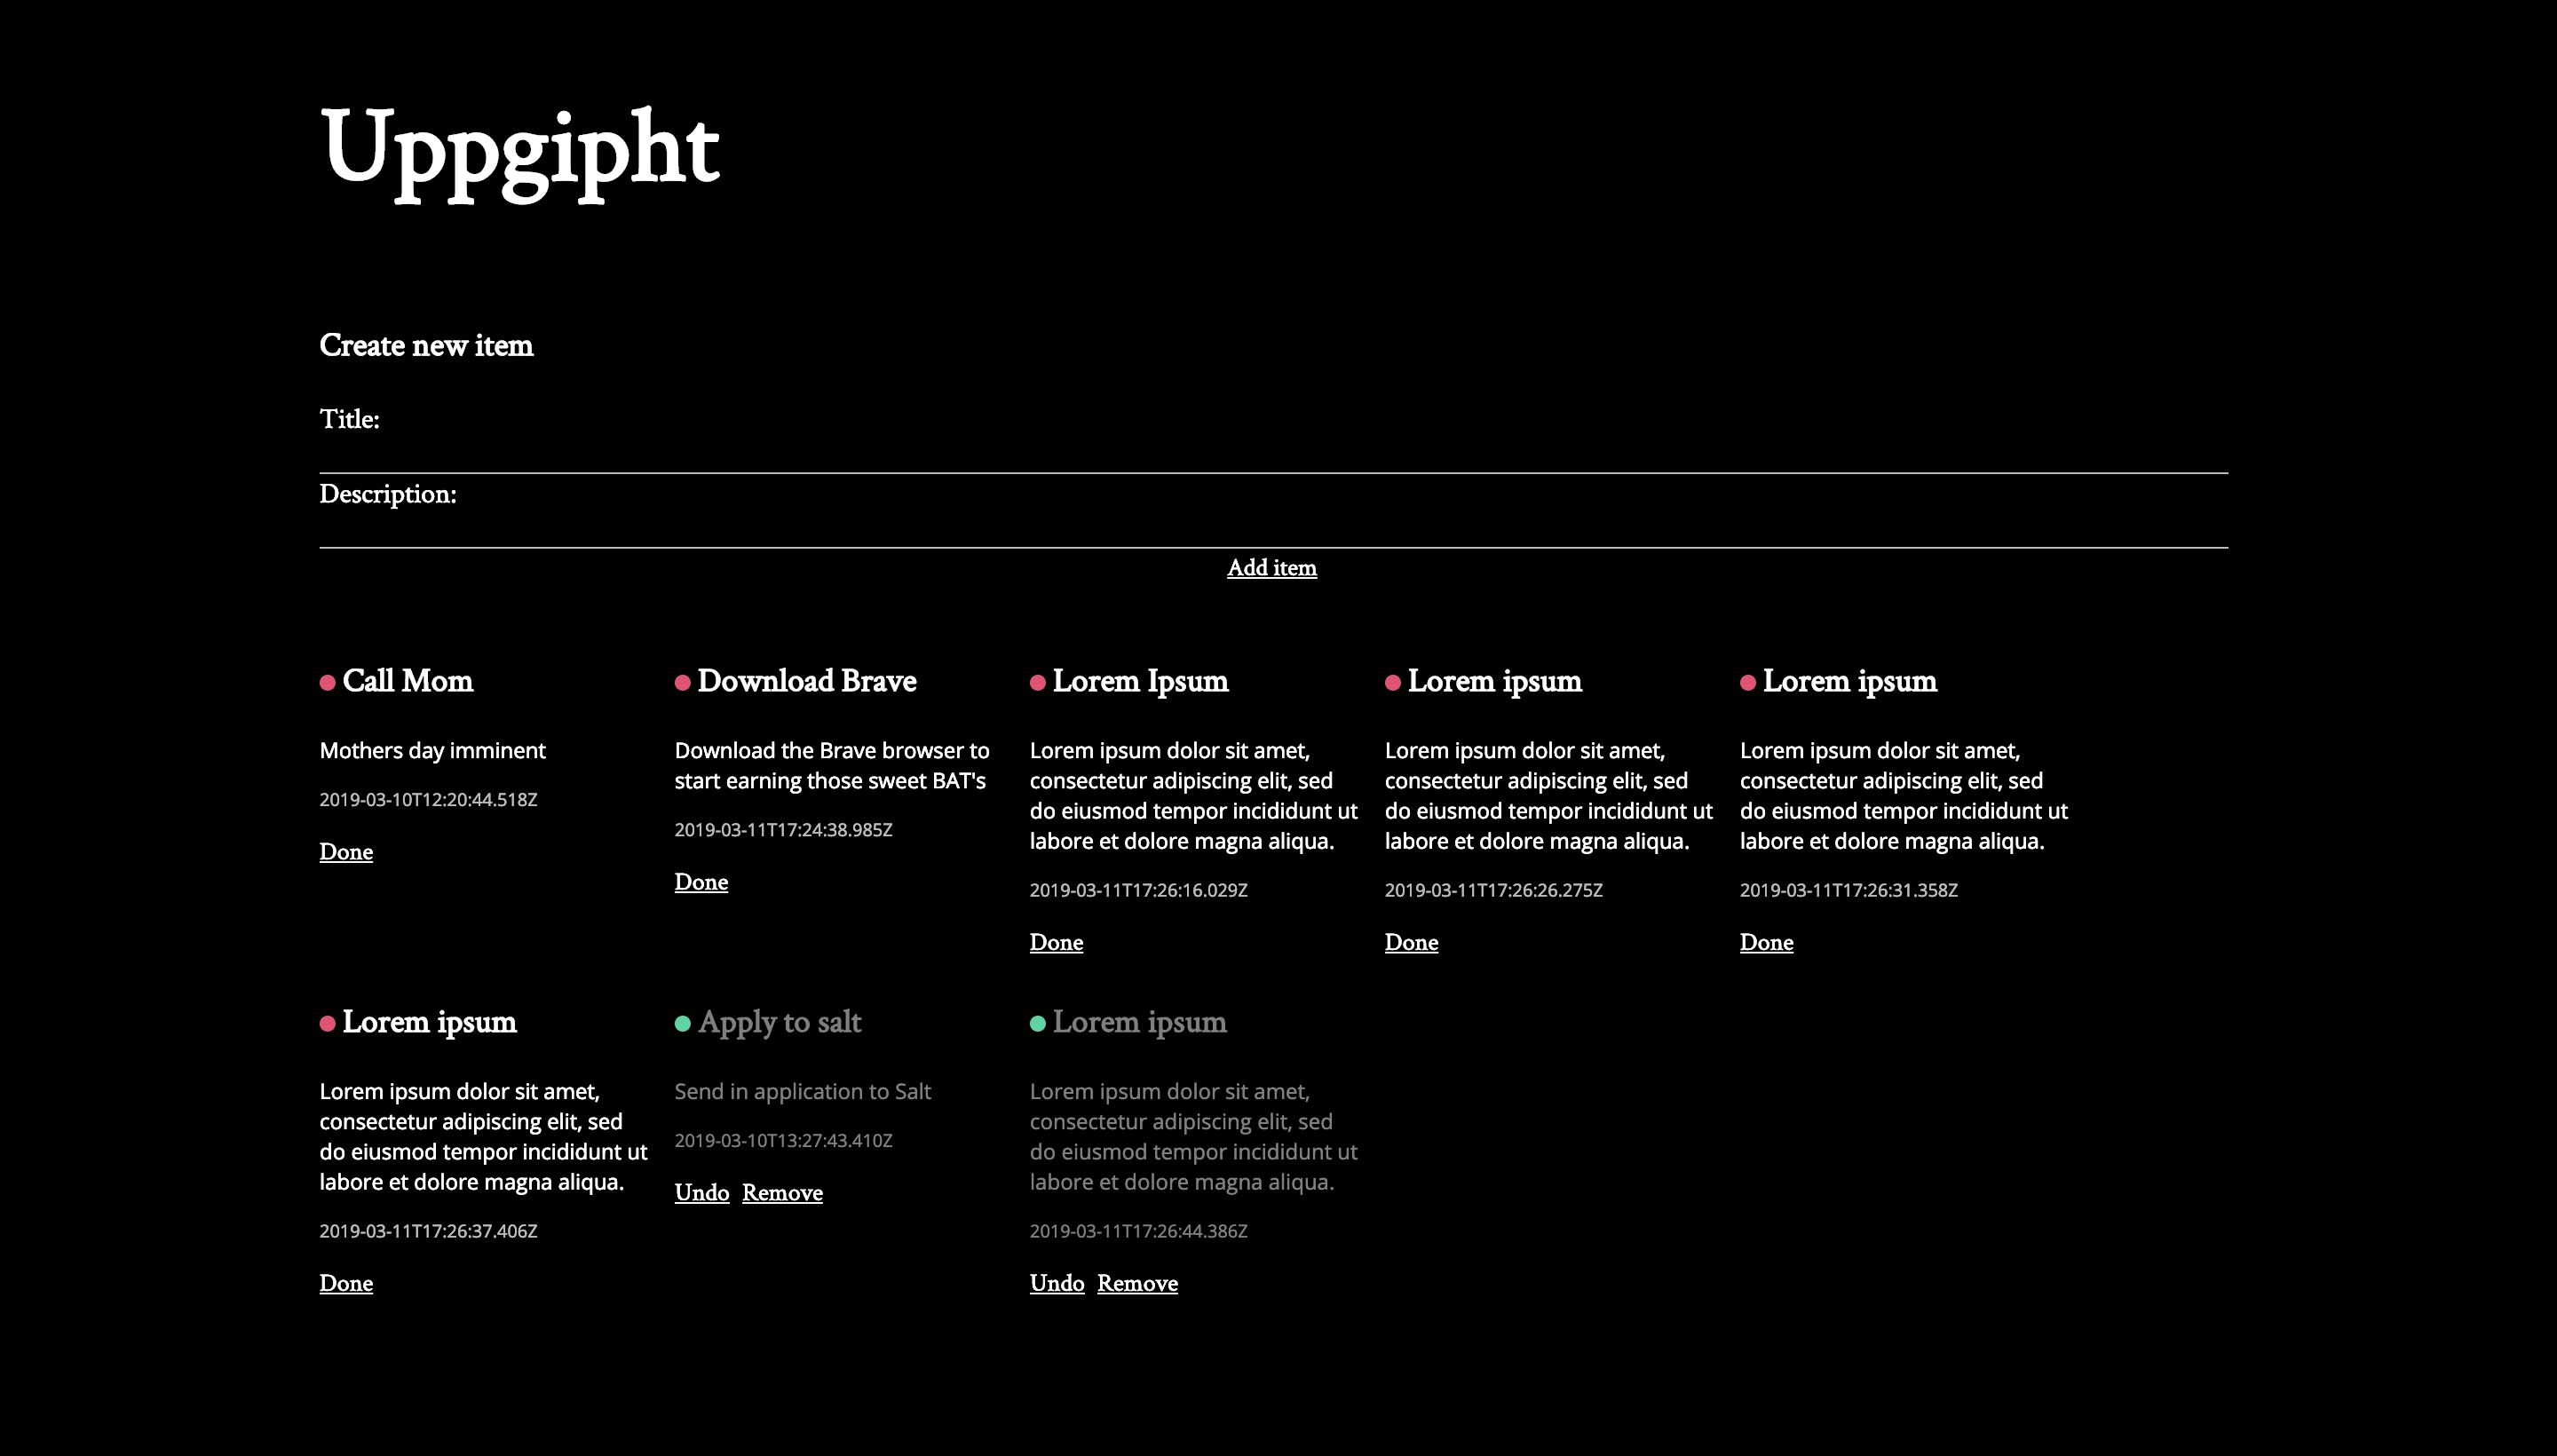 Uppgipht
Create new item
Title:
Description:
Add item
Call Mom
Mothers day imminent
2019-03-10T12:20:44.518Z
Done
Download Brave
Download the Brave browser to
start earning those sweet BAT's
2019-03-11T17:24:38.985Z
Done
Lorem Ipsum
Lorem ipsum dolor sit amet,
consectetur adipiscing elit, sed
do eiusmod tempor incididunt ut
labore et dolore magna aliqua.
2019-03-11T17:26:16.029Z
Done
Lorem ipsum
Lorem ipsum dolor sit amet,
consectetur adipiscing elit, sed
do eiusmod tempor incididunt ut
labore et dolore magna aliqua.
2019-03-11T17:26:26.275Z
Done
Lorem ipsum
Lorem ipsum dolor sit amet,
consectetur adipiscing elit, sed
do eiusmod tempor incididunt ut
labore et dolore magna aliqua.
2019-03-11T17:26:31.358Z
Done
Lorem ipsum
Lorem ipsum dolor sit amet,
consectetur adipiscing elit, sed
do eiusmod tempor incididunt ut
labore et dolore magna aliqua.
2019-03-11T17:26:37.406Z
Done
Apply to salt
Send in application to Salt
2019-03-10T13:27:43.410Z
Undo Remove
Lorem ipsum
Lorem ipsum dolor sit amet,
consectetur adipiscing elit, sed
do eiusmod tempor incididunt ut
labore et dolore magna aliqua.
2019-03-11T17:26:44.386Z
Undo Remove